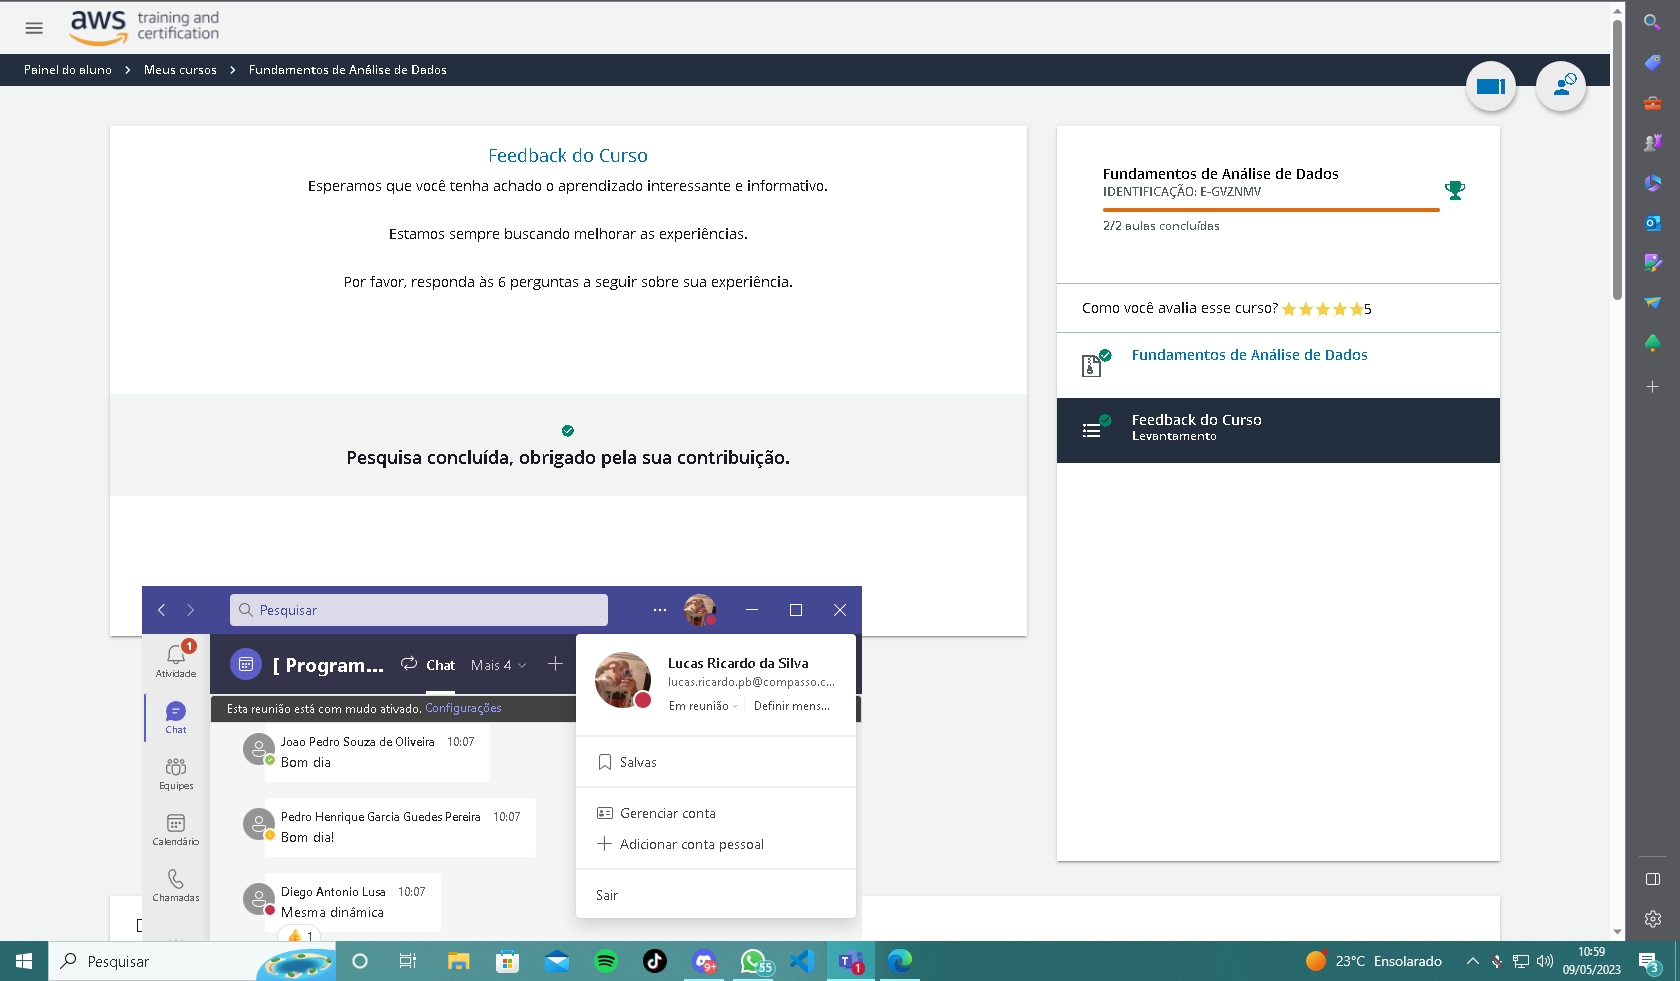 aws training and certification
Painel do aluno > Meus cursos > Fundamentos de Análise de Dados
Feedback do Curso
Esperamos que você tenha achado o aprendizado interessante e informativo.
Estamos sempre buscando melhorar as experiências.
Por favor, responda às 6 perguntas a seguir sobre sua experiência.
Pesquisa concluída, obrigado pela sua contribuição.
Fundamentos de Análise de Dados
IDENTIFICAÇÃO: E-GVZNMV
2/2 aulas concluídas
Como você avalia esse curso? 5
Fundamentos de Análise de Dados
Feedback do Curso
Levantamento
Pesquisar
1
Atividade
Chat
Equipes
Calendário
Chamadas
[ Program... Chat Mais 4
Esta reunião está com mudo ativado. Configurações
Joao Pedro Souza de Oliveira 10:07
Bom dia
Pedro Henrique Garcia Guedes Pereira 10:07
Bom dia!
Diego Antonio Lusa 10:07
Mesma dinâmica
👍 1
Lucas Ricardo da Silva
lucas.ricardo.pb@compasso.c...
Em reunião Definir mens...
Salvas
Gerenciar conta
Adicionar conta pessoal
Sair
Pesquisar
9+
55
1
23°C Ensolarado
10:59
09/05/2023
3